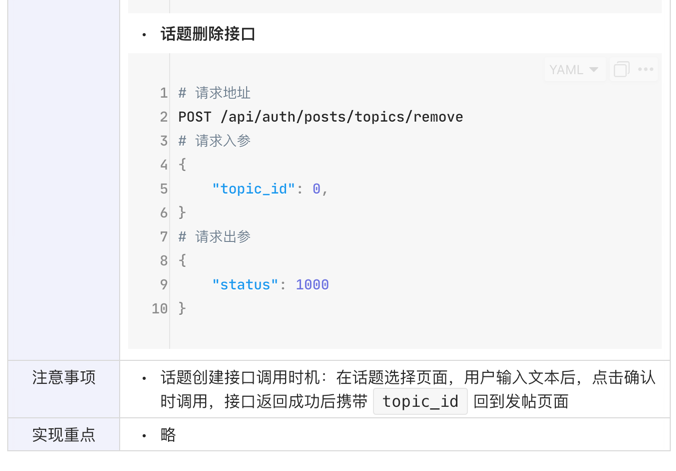 • 话题删除接口
YAML
1 # 请求地址
2 POST /api/auth/posts/topics/remove
3 # 请求入参
4 {
5     "topic_id": 0,
6 }
7 # 请求出参
8 {
9     "status": 1000
10 }
注意事项
• 话题创建接口调用时机：在话题选择页面，用户输入文本后，点击确认
时调用，接口返回成功后携带 topic_id 回到发帖页面
实现重点
• 略